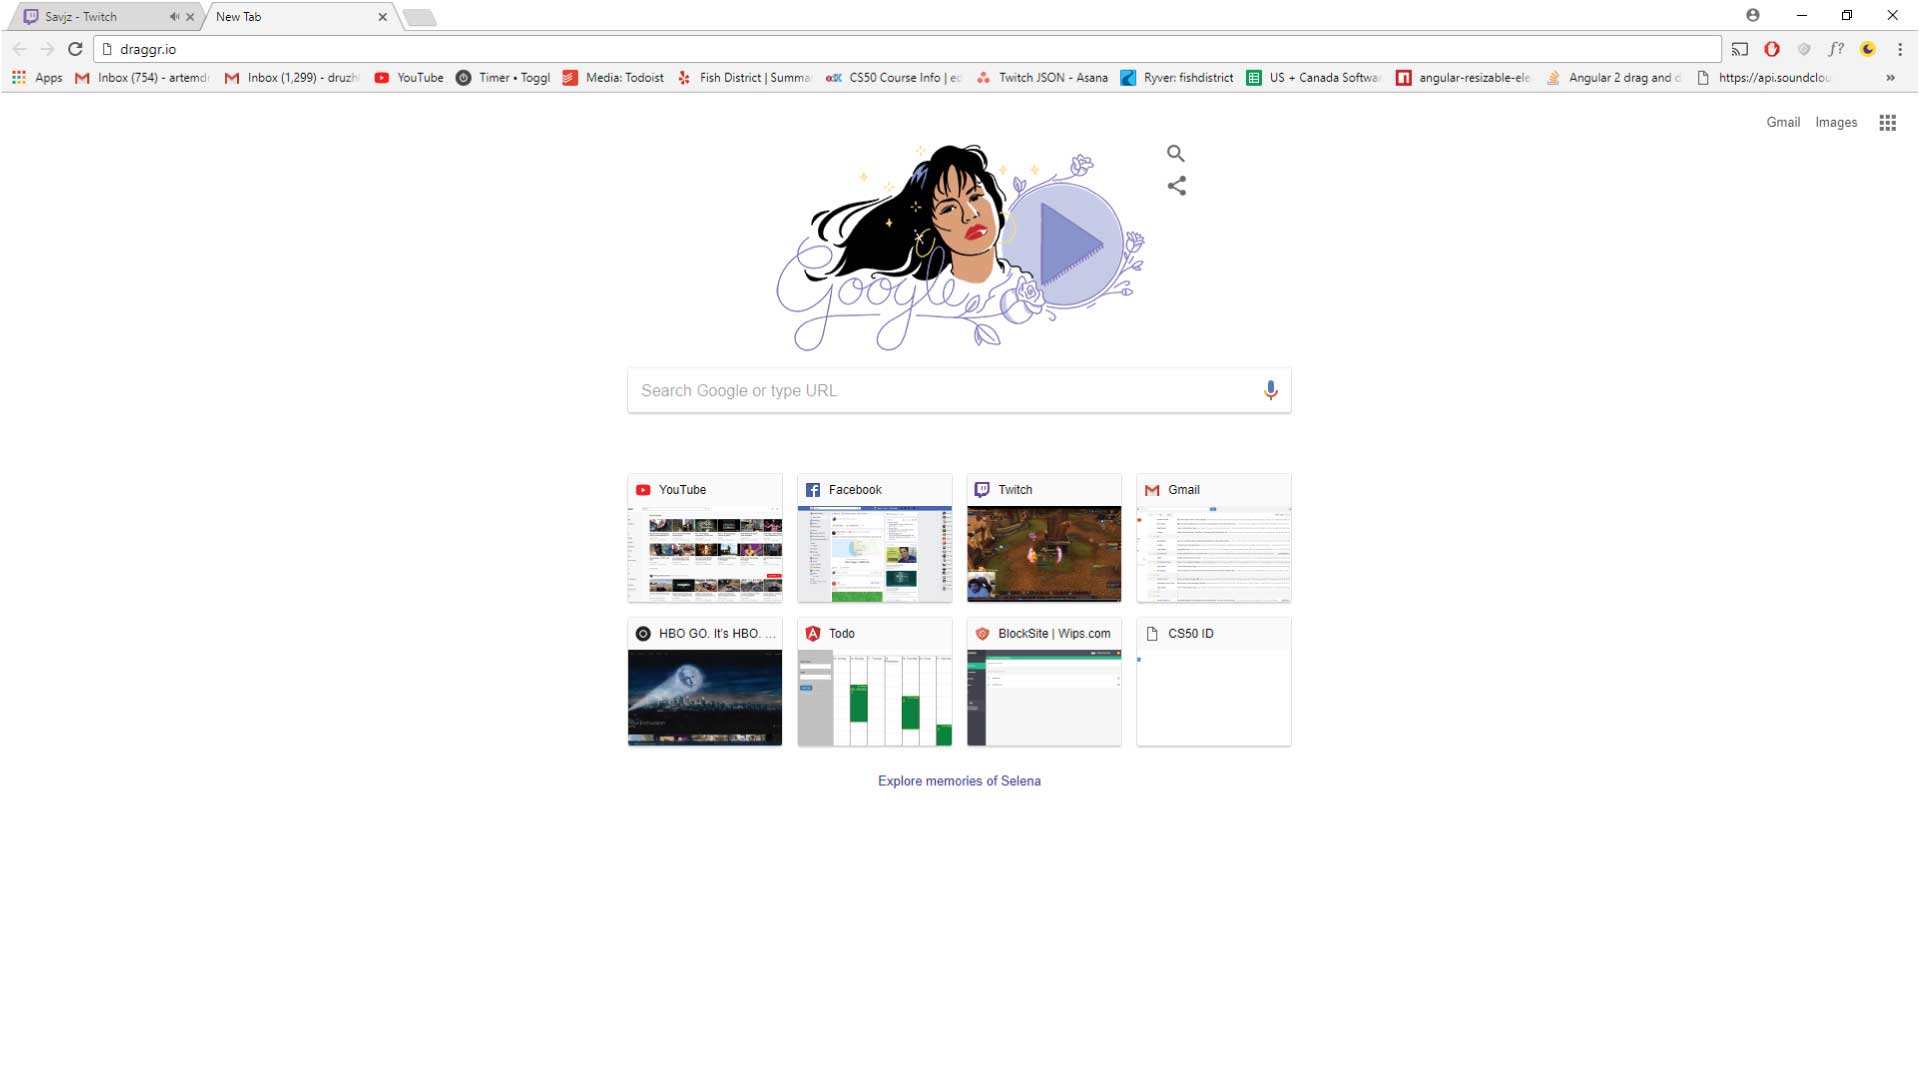 Savjz - Twitch
New Tab
draggr.io
Apps
Inbox (754) - artemdr
Inbox (1,299) - druzh
YouTube
Timer • Toggl
Media: Todoist
Fish District | Summa
CS50 Course Info | ed
Twitch JSON - Asana
Ryver: fishdistrict
US + Canada Softwa
angular-resizable-ele
Angular 2 drag and d
https://api.soundclou
»
Gmail
Images
Google
Search Google or type URL
YouTube
Facebook
Twitch
Gmail
HBO GO. It's HBO. ...
Todo
BlockSite | Wips.com
CS50 ID
Explore memories of Selena